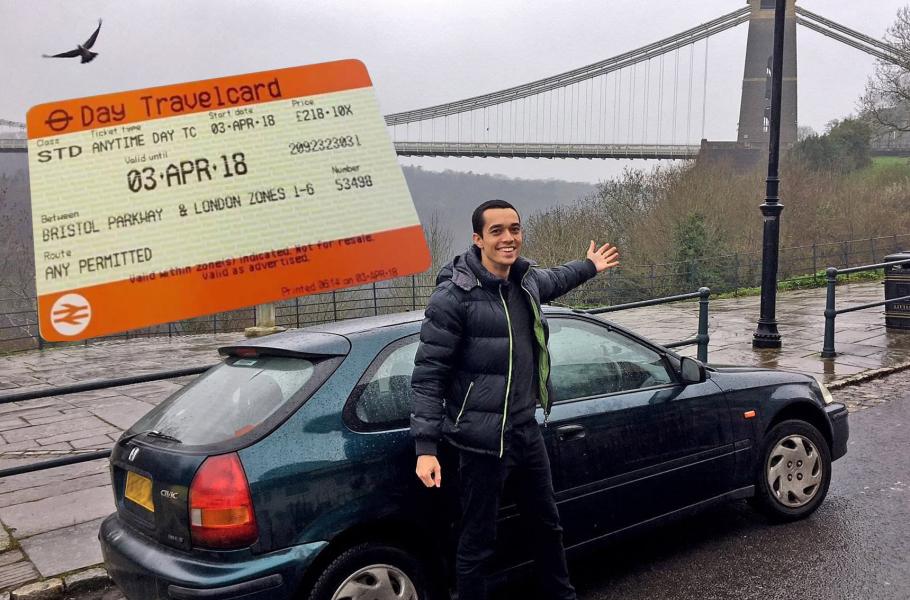 Day Travelcard
Class Ticket type Start date Price
STD ANYTIME DAY TC 03·APR·18 £218·10X
Valid until 2092323031
03·APR·18
Number
Between 53498
BRISTOL PARKWAY & LONDON ZONES 1-6
Route
ANY PERMITTED
Valid within zone(s) indicated. Not for resale.
Valid as advertised.
Printed 06:14 on 03-APR-18
CIVIC